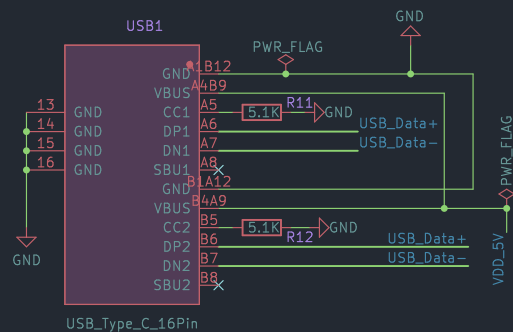 GND
USB1
PWR_FLAG
GND A1B12
VBUS A4B9
13 GND CC1 A5 5.1K R11 GND
14 GND DP1 A6 USB_Data+
15 GND DN1 A7 USB_Data-
16 GND SBU1 A8
PWR_FLAG
GND B1A12
VBUS B4A9
CC2 B5 5.1K R12 GND
DP2 B6 USB_Data+
DN2 B7 USB_Data-
SBU2 B8
GND
VDD_5V
USB_Type_C_16Pin